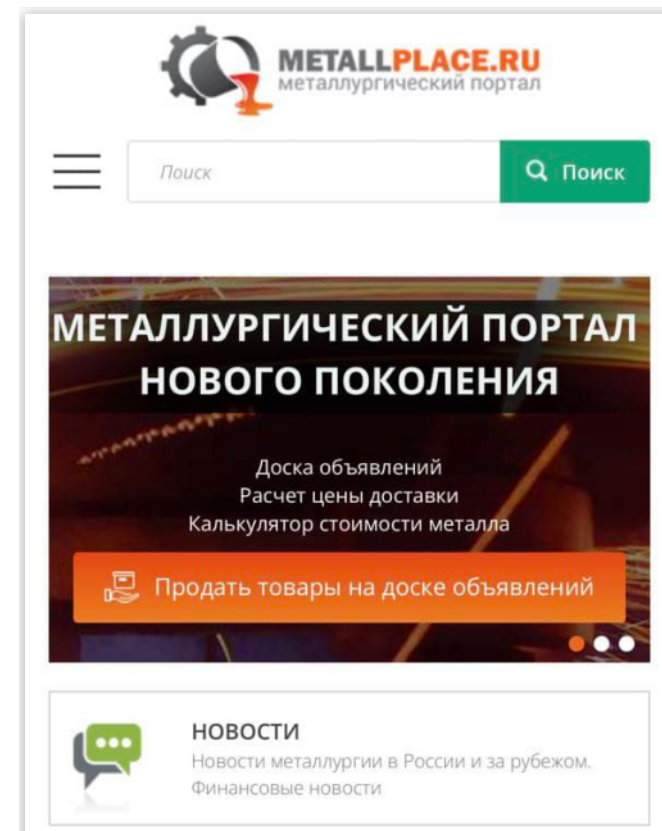 METALLPLACE.RU
металлургический портал
Поиск
Поиск
МЕТАЛЛУРГИЧЕСКИЙ ПОРТАЛ
НОВОГО ПОКОЛЕНИЯ
Доска объявлений
Расчет цены доставки
Калькулятор стоимости металла
Продать товары на доске объявлений
НОВОСТИ
Новости металлургии в России и за рубежом.
Финансовые новости